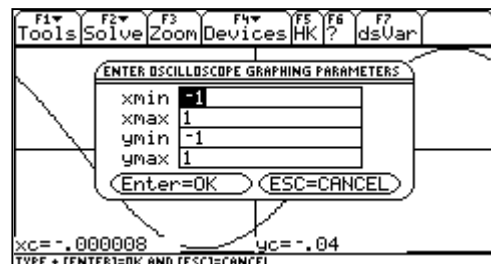 F1▼ F2▼ F3 F4▼ F5 F6 F7
Tools Solve Zoom Devices HK ? dsVar
ENTER OSCILLOSCOPE GRAPHING PARAMETERS
xmin -1
xmax 1
ymin -1
ymax 1
Enter=OK ESC=CANCEL
xc=-.000008 yc=-.04
TYPE + [ENTER]=OK AND [ESC]=CANCEL